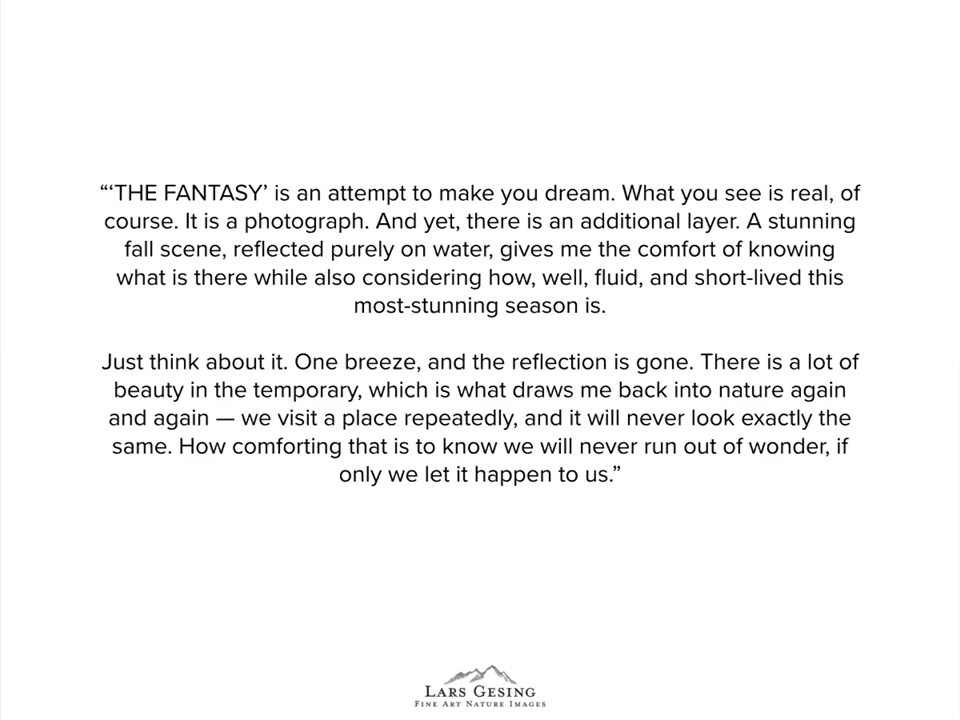 “‘THE FANTASY’ is an attempt to make you dream. What you see is real, of
course. It is a photograph. And yet, there is an additional layer. A stunning
fall scene, reflected purely on water, gives me the comfort of knowing
what is there while also considering how, well, fluid, and short-lived this
most-stunning season is.
Just think about it. One breeze, and the reflection is gone. There is a lot of
beauty in the temporary, which is what draws me back into nature again
and again — we visit a place repeatedly, and it will never look exactly the
same. How comforting that is to know we will never run out of wonder, if
only we let it happen to us.”
LARS GESING
FINE ART NATURE IMAGES